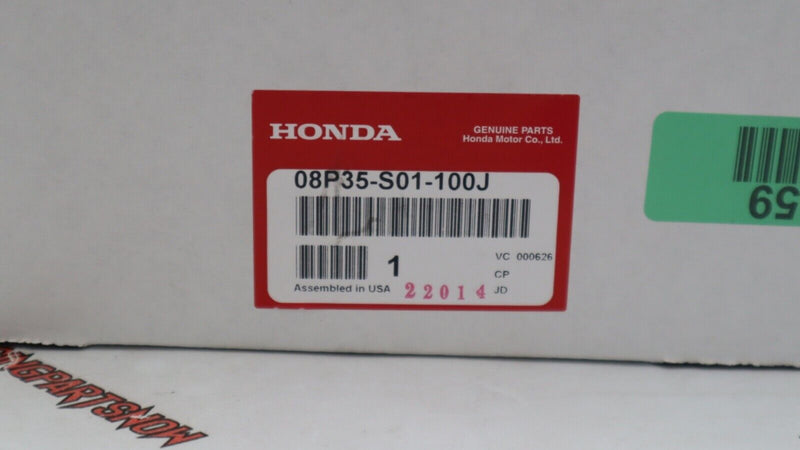 HONDA
GENUINE PARTS
Honda Motor Co., Ltd.
08P35-S01-100J
1
VC 000626
CP
Assembled in USA
22014
JD
59
NGPARTSNOW